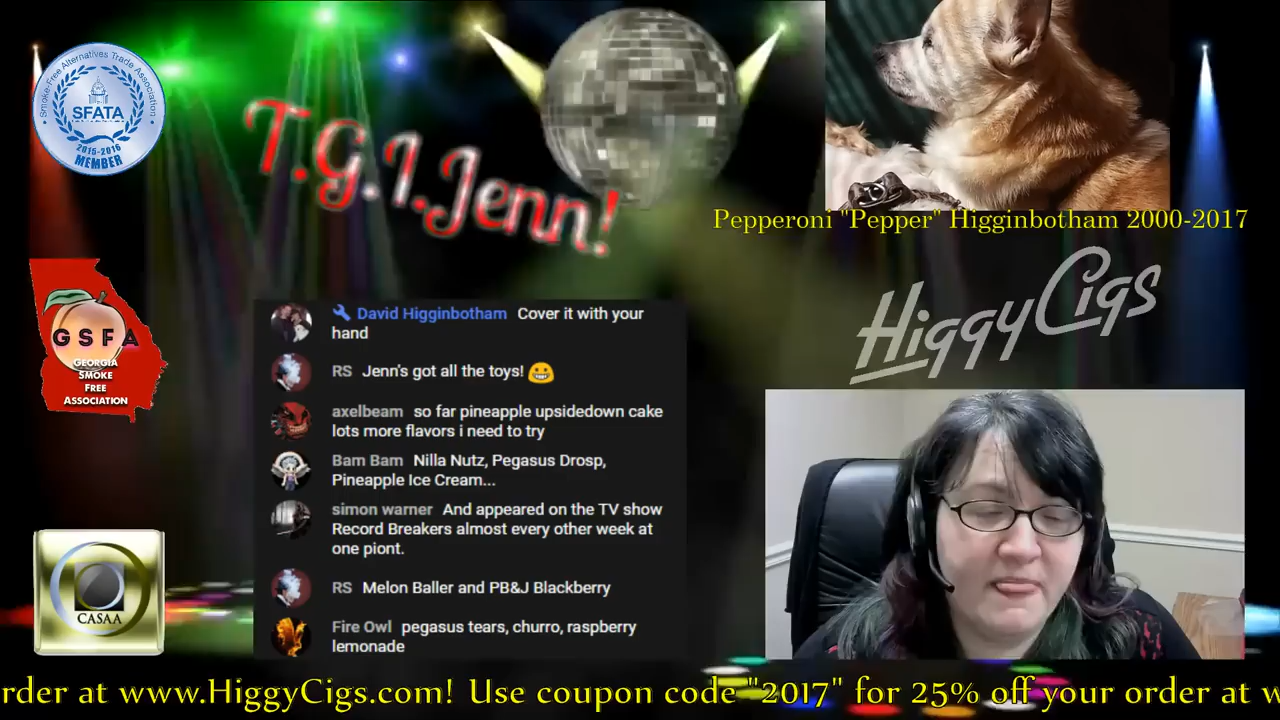 Smoke-Free Alternatives Trade Association
SFATA
2015-2016
MEMBER
T.G.I.Jenn!
Pepperoni "Pepper" Higginbotham 2000-2017
HiggyCigs
GSFA
GEORGIA
SMOKE
FREE
ASSOCIATION
David Higginbotham Cover it with your
hand
RS Jenn's got all the toys!
axelbeam so far pineapple upsidedown cake
lots more flavors i need to try
Bam Bam Nilla Nutz, Pegasus Drosp,
Pineapple Ice Cream...
simon warner And appeared on the TV show
Record Breakers almost every other week at
one piont.
RS Melon Baller and PB&J Blackberry
Fire Owl pegasus tears, churro, raspberry
lemonade
CASAA
rder at www.HiggyCigs.com! Use coupon code "2017" for 25% off your order at w